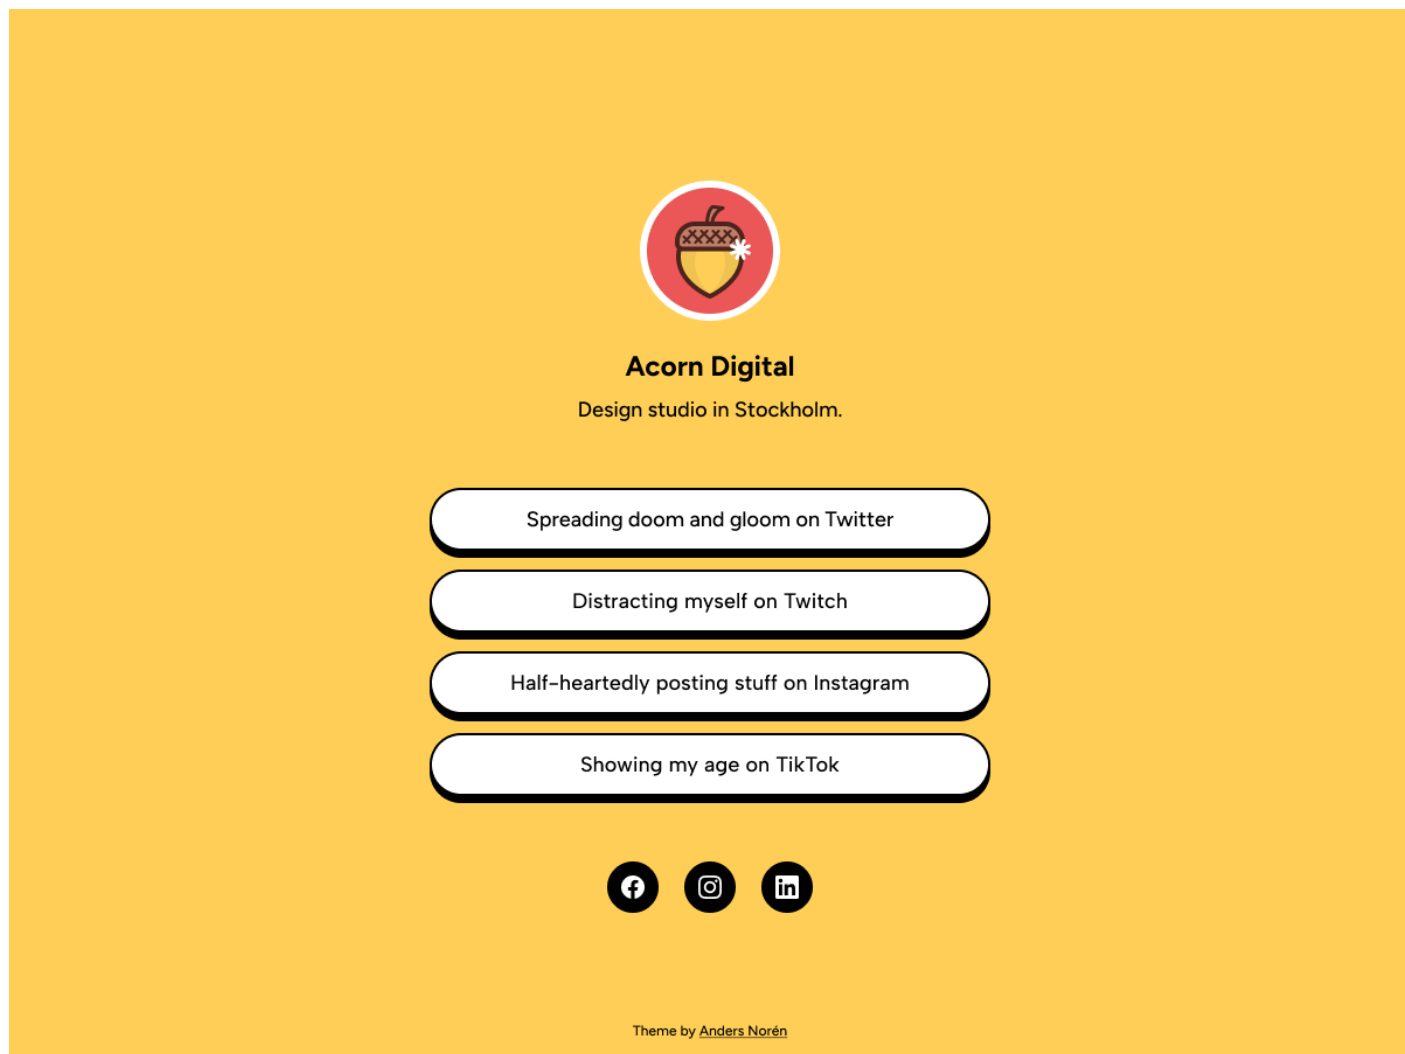 Acorn Digital
Design studio in Stockholm.
Spreading doom and gloom on Twitter
Distracting myself on Twitch
Half-heartedly posting stuff on Instagram
Showing my age on TikTok
Theme by Anders Norén